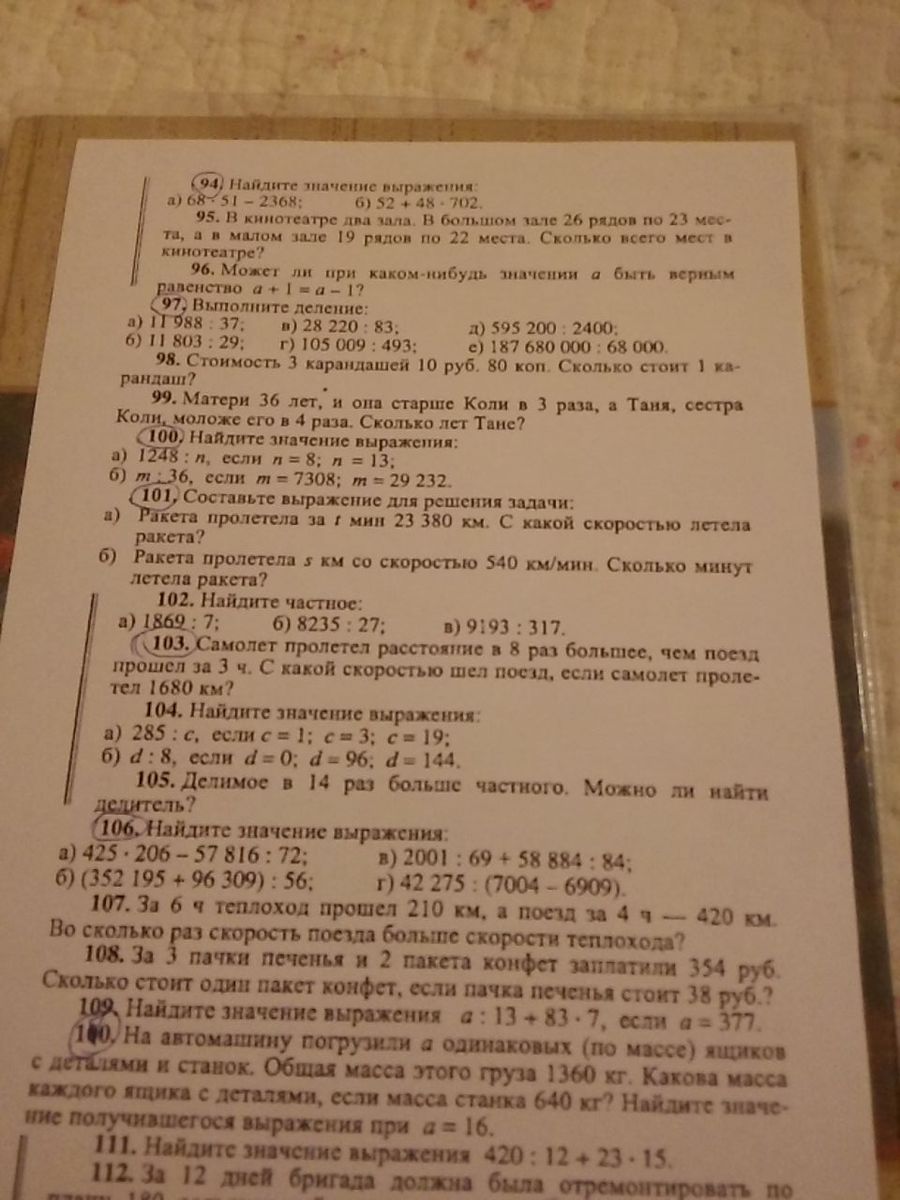 94. Найдите значение выражения:
а) 68 · 51 – 2368; б) 52 + 48 · 702.
95. В кинотеатре два зала. В большом зале 26 рядов по 23 мес-
та, а в малом зале 19 рядов по 22 места. Сколько всего мест в
кинотеатре?
96. Может ли при каком-нибудь значении а быть верным
равенство а + 1 = а – 1?
97. Выполните деление:
а) 11 988 : 37; в) 28 220 : 83; д) 595 200 : 2400;
б) 11 803 : 29; г) 105 009 : 493; е) 187 680 000 : 68 000.
98. Стоимость 3 карандашей 10 руб. 80 коп. Сколько стоит 1 ка-
рандаш?
99. Матери 36 лет, и она старше Коли в 3 раза, а Таня, сестра
Коли, моложе его в 4 раза. Сколько лет Тане?
100. Найдите значение выражения:
а) 1248 : n, если n = 8; n = 13;
б) m : 36, если m = 7308; m = 29 232.
101. Составьте выражение для решения задачи:
а) Ракета пролетела за t мин 23 380 км. С какой скоростью летела
ракета?
б) Ракета пролетела s км со скоростью 540 км/мин. Сколько минут
летела ракета?
102. Найдите частное:
а) 1869 : 7; б) 8235 : 27; в) 9193 : 317.
103. Самолет пролетел расстояние в 8 раз большее, чем поезд
прошел за 3 ч. С какой скоростью шел поезд, если самолет проле-
тел 1680 км?
104. Найдите значение выражения:
а) 285 : c, если c = 1; c = 3; c = 19;
б) d : 8, если d = 0; d = 96; d = 144.
105. Делимое в 14 раз больше частного. Можно ли найти
делитель?
106. Найдите значение выражения:
а) 425 · 206 – 57 816 : 72; в) 2001 : 69 + 58 884 : 84;
б) (352 195 + 96 309) : 56; г) 42 275 : (7004 – 6909).
107. За 6 ч теплоход прошел 210 км, а поезд за 4 ч — 420 км.
Во сколько раз скорость поезда больше скорости теплохода?
108. За 3 пачки печенья и 2 пакета конфет заплатили 354 руб.
Сколько стоит один пакет конфет, если пачка печенья стоит 38 руб.?
109. Найдите значение выражения а : 13 + 83 · 7, если а = 377.
110. На автомашину погрузили а одинаковых (по массе) ящиков
с деталями и станок. Общая масса этого груза 1360 кг. Какова масса
каждого ящика с деталями, если масса станка 640 кг? Найдите значе-
ние получившегося выражения при а = 16.
111. Найдите значение выражения 420 : 12 + 23 · 15.
112. За 12 дней бригада должна была отремонтировать по
плану 180